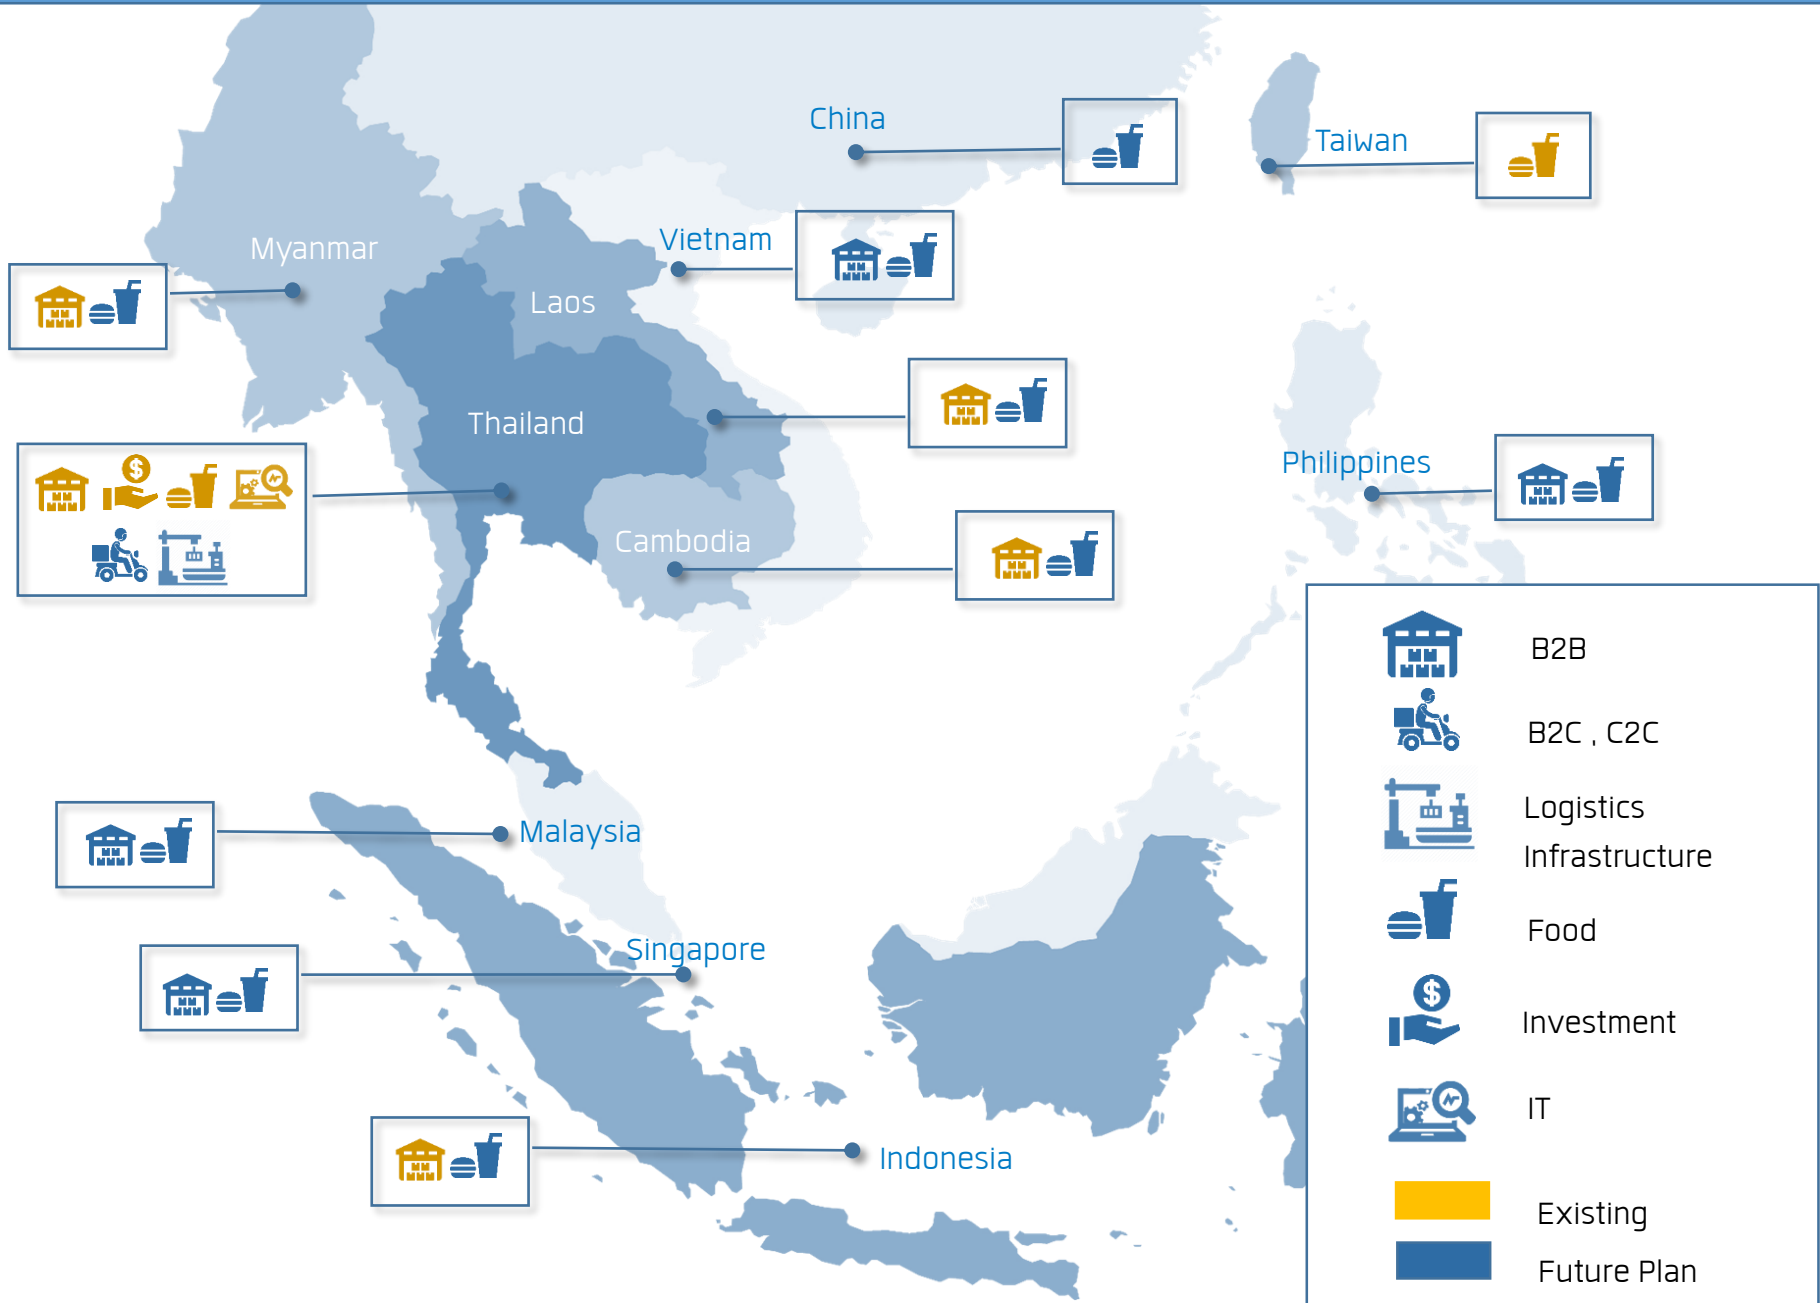 China
Taiwan
Vietnam
Myanmar
Laos
Thailand
Philippines
Cambodia
Malaysia
Singapore
Indonesia
B2B
B2C , C2C
Logistics
Infrastructure
Food
Investment
IT
Existing
Future Plan